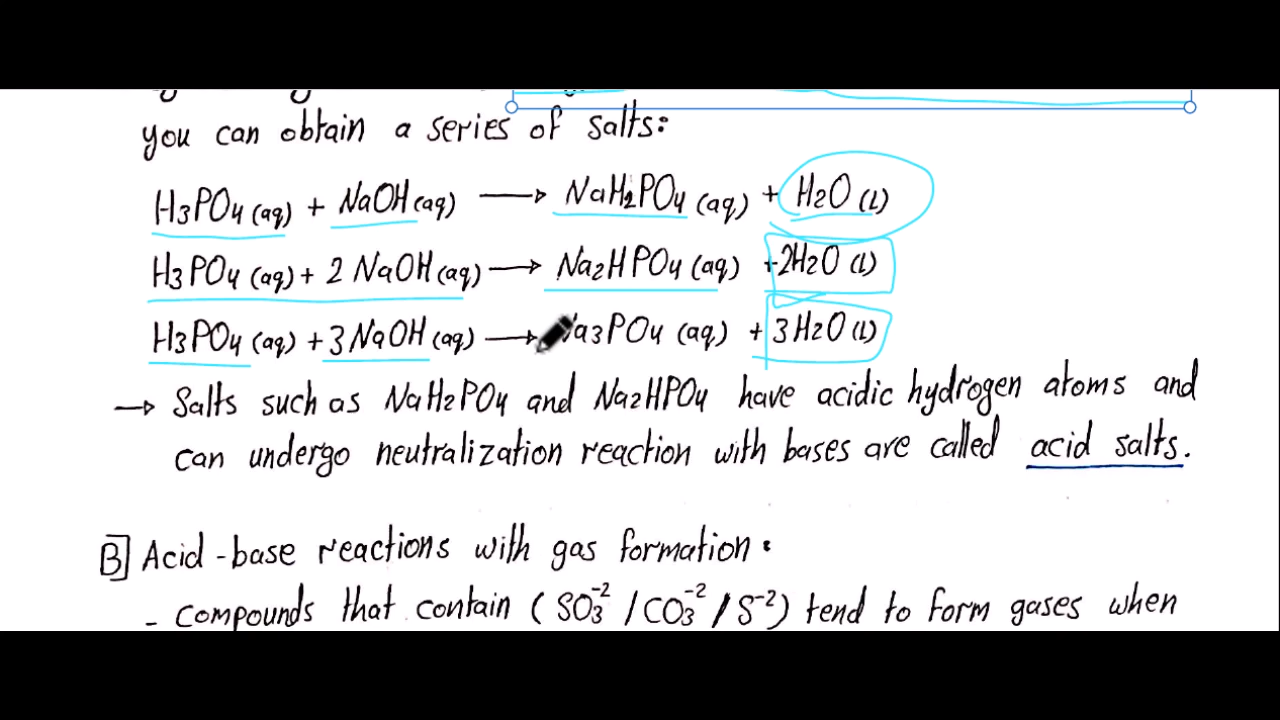 you can obtain a series of salts:
H3PO4 (aq) + NaOH (aq) → NaH2PO4 (aq) + H2O (l)
H3PO4 (aq) + 2 NaOH (aq) → Na2HPO4 (aq) + 2H2O (l)
H3PO4 (aq) + 3 NaOH (aq) → Na3PO4 (aq) + 3H2O (l)
→ Salts such as NaH2PO4 and Na2HPO4 have acidic hydrogen atoms and
can undergo neutralization reaction with bases are called acid salts.
B] Acid-base reactions with gas formation:
- Compounds that contain (SO3^-2 / CO3^-2 / S^-2) tend to form gases when